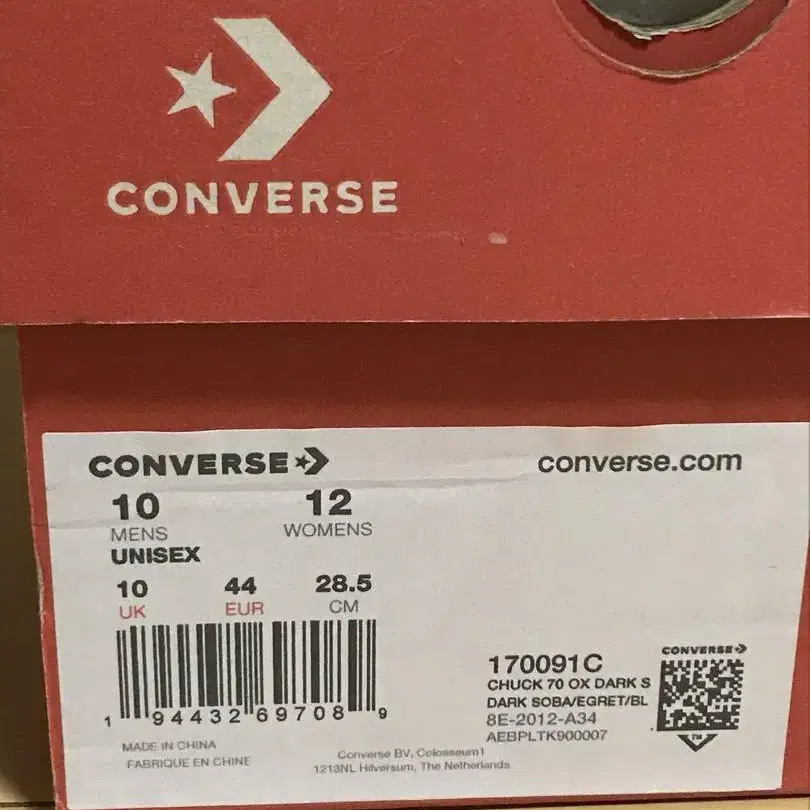 CONVERSE
CONVERSE
converse.com
10 12
MENS WOMENS
UNISEX
10 44 28.5
UK EUR CM
1 94432 69708 9
MADE IN CHINA
FABRIQUE EN CHINE
Converse BV, Colosseum1
1213NL Hilversum, The Netherlands
170091C
CHUCK 70 OX DARK S
DARK SOBA/EGRET/BL
8E-2012-A34
AEBPLTK900007
CONVERSE
TM